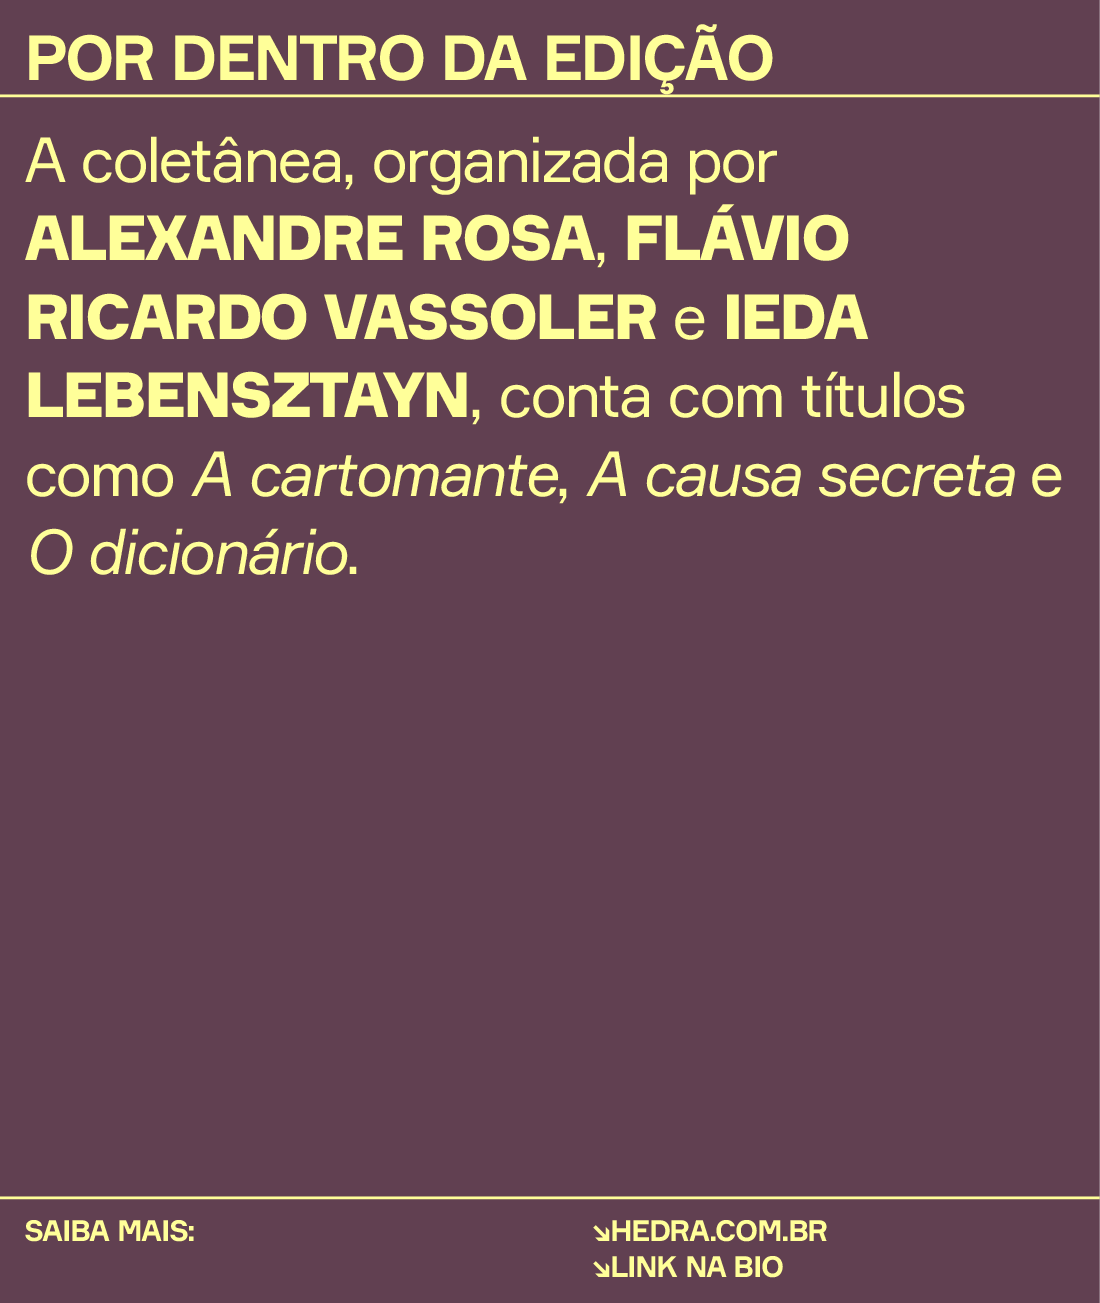 POR DENTRO DA EDIÇÃO
A coletânea, organizada por
ALEXANDRE ROSA, FLÁVIO
RICARDO VASSOLER e IEDA
LEBENSZTAYN, conta com títulos
como A cartomante, A causa secreta e
O dicionário.
SAIBA MAIS:
↘HEDRA.COM.BR
↘LINK NA BIO